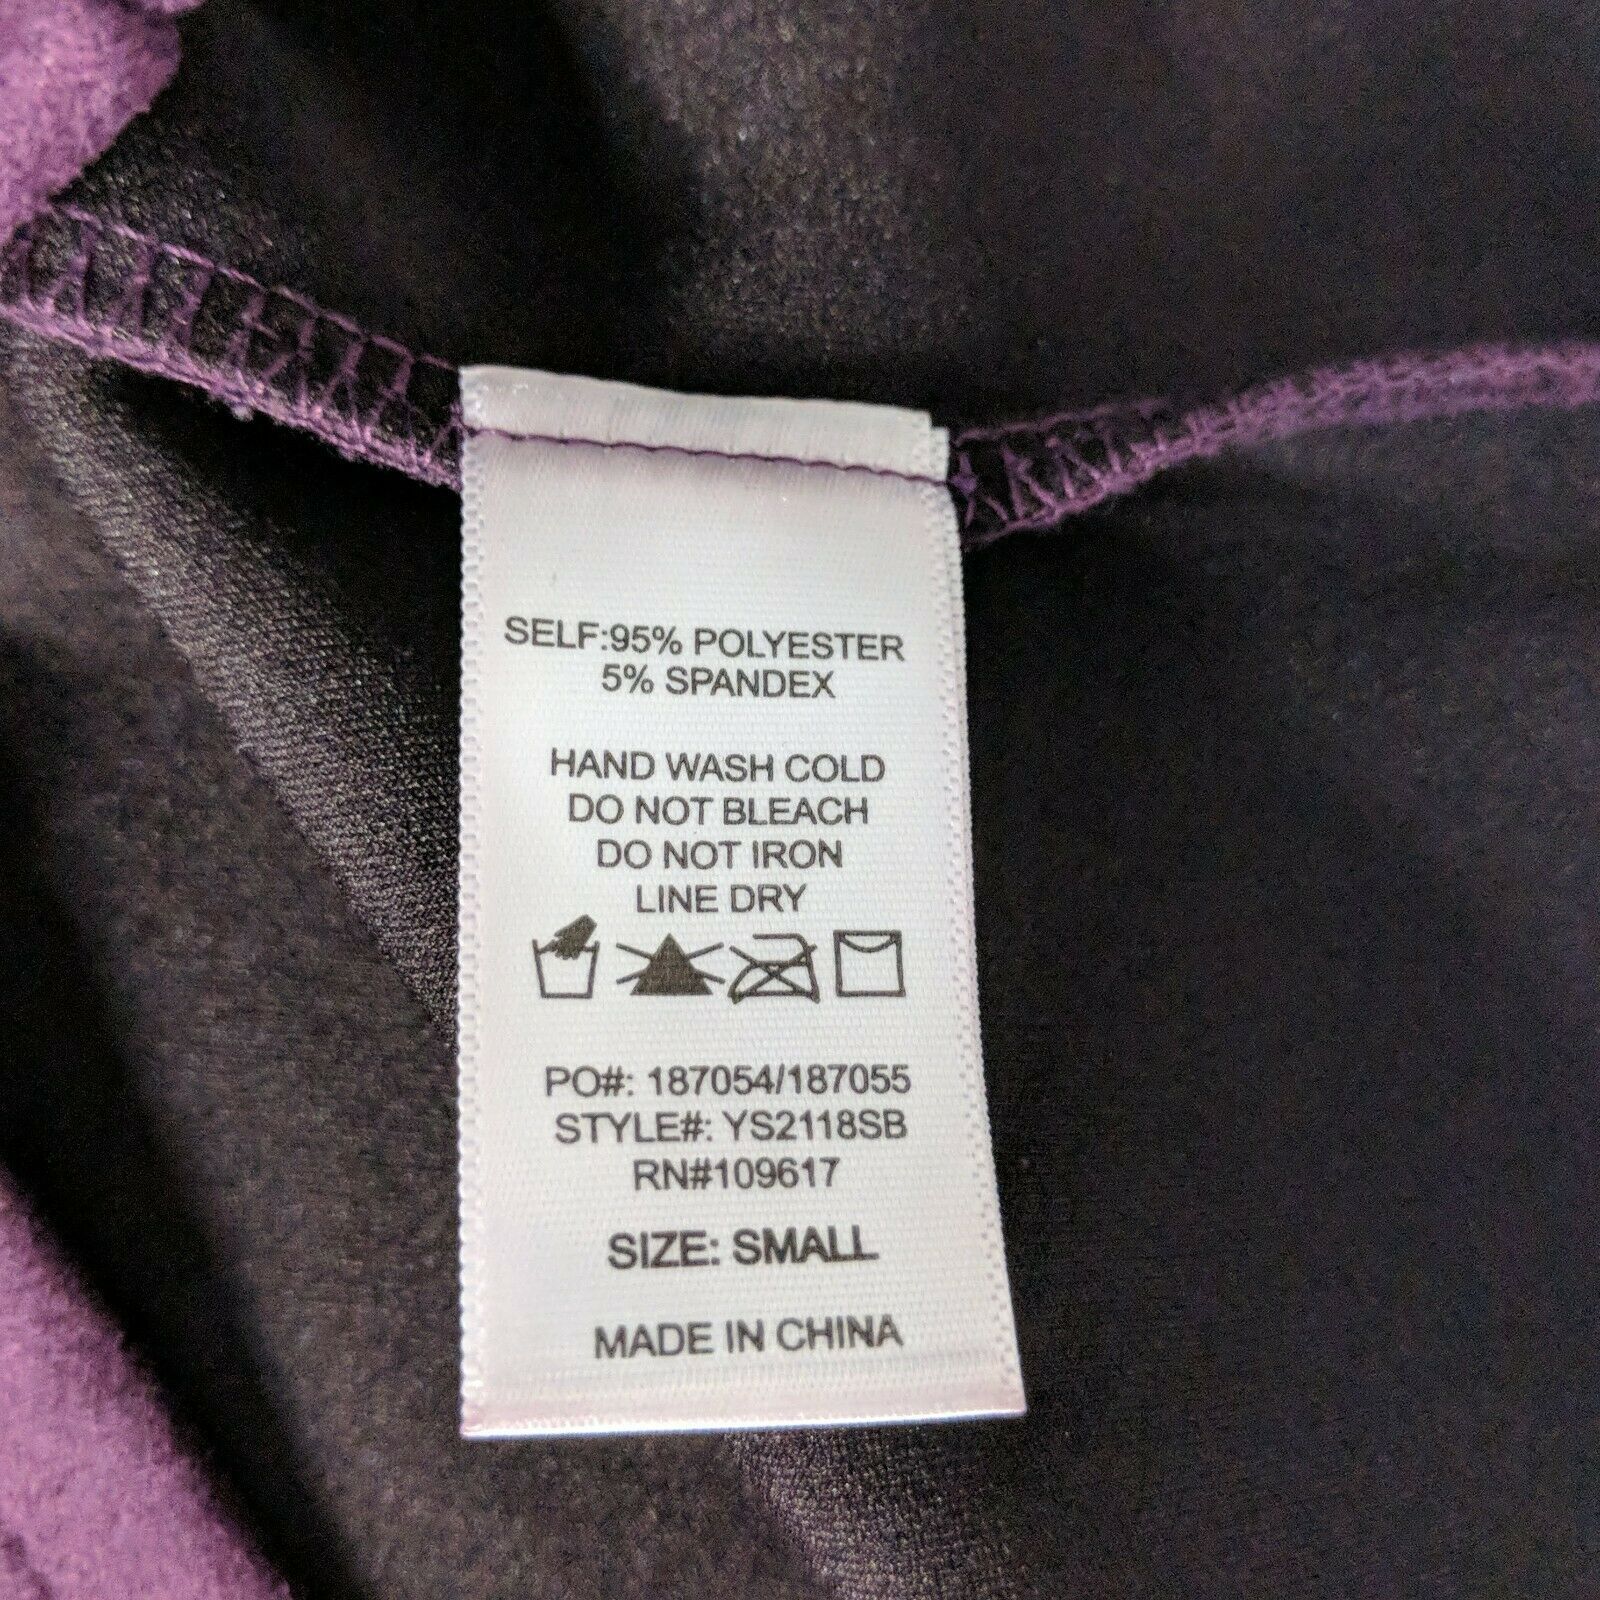 SELF:95% POLYESTER
5% SPANDEX
HAND WASH COLD
DO NOT BLEACH
DO NOT IRON
LINE DRY
PO#: 187054/187055
STYLE#: YS2118SB
RN#109617
SIZE: SMALL
MADE IN CHINA